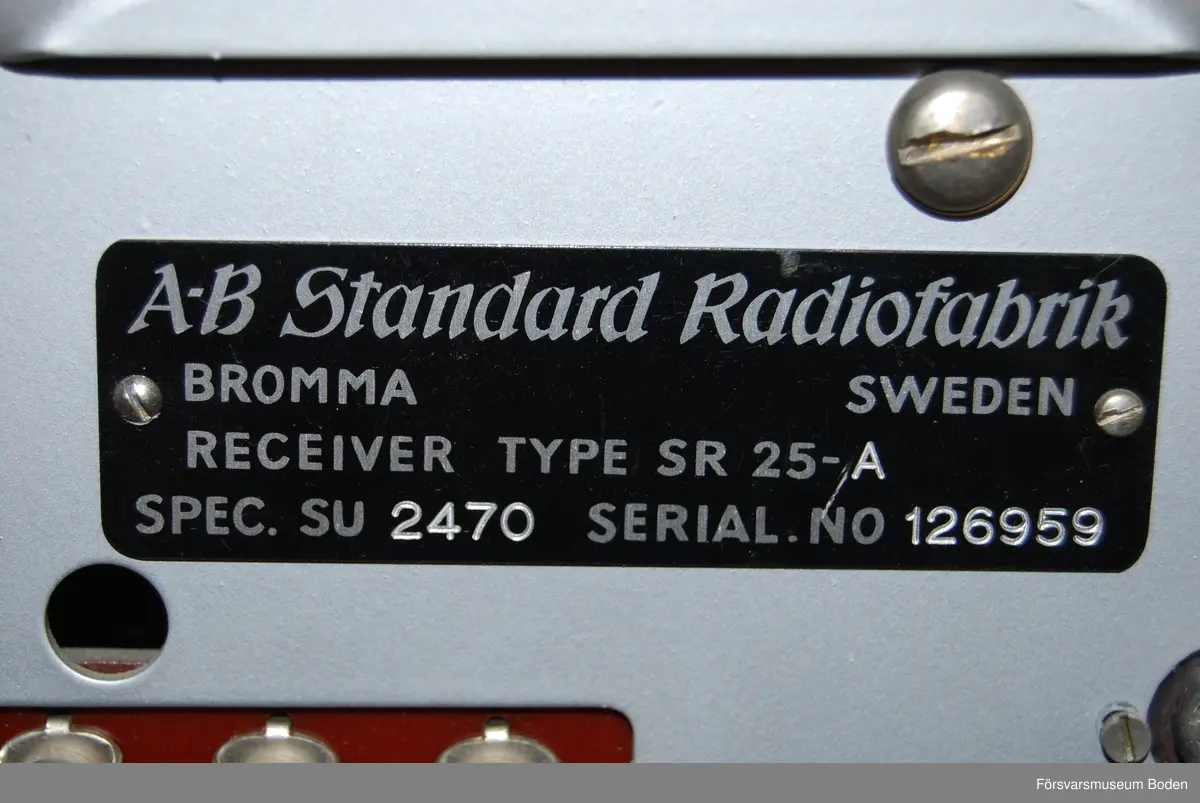 A-B Standard Radiofabrik
BROMMA SWEDEN
RECEIVER TYPE SR 25-A
SPEC. SU 2470 SERIAL.NO 126959
Försvarsmuseum Boden